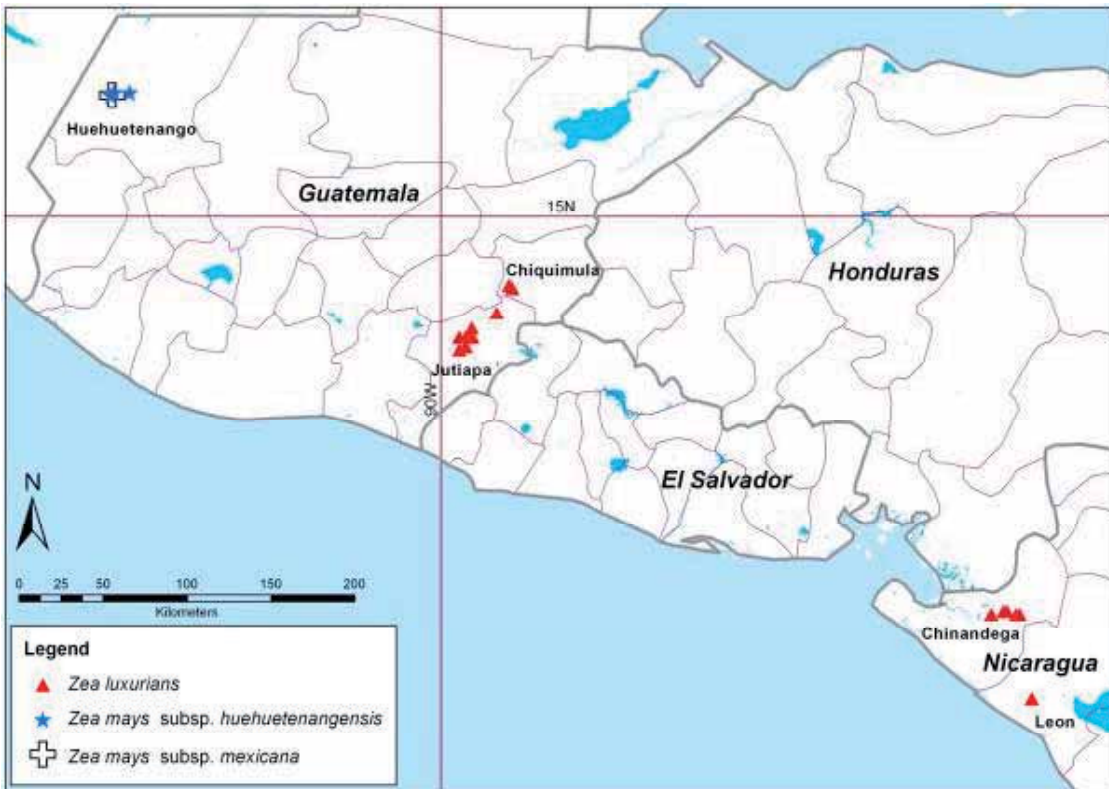 Huehuetenango
Guatemala
15N
Chiquimula
Honduras
Jutiapa
90W
El Salvador
N
0 25 50 100 150 200
Kilometers
Chinandega
Nicaragua
Leon
Legend
Zea luxurians
Zea mays subsp. huehuetenangensis
Zea mays subsp. mexicana